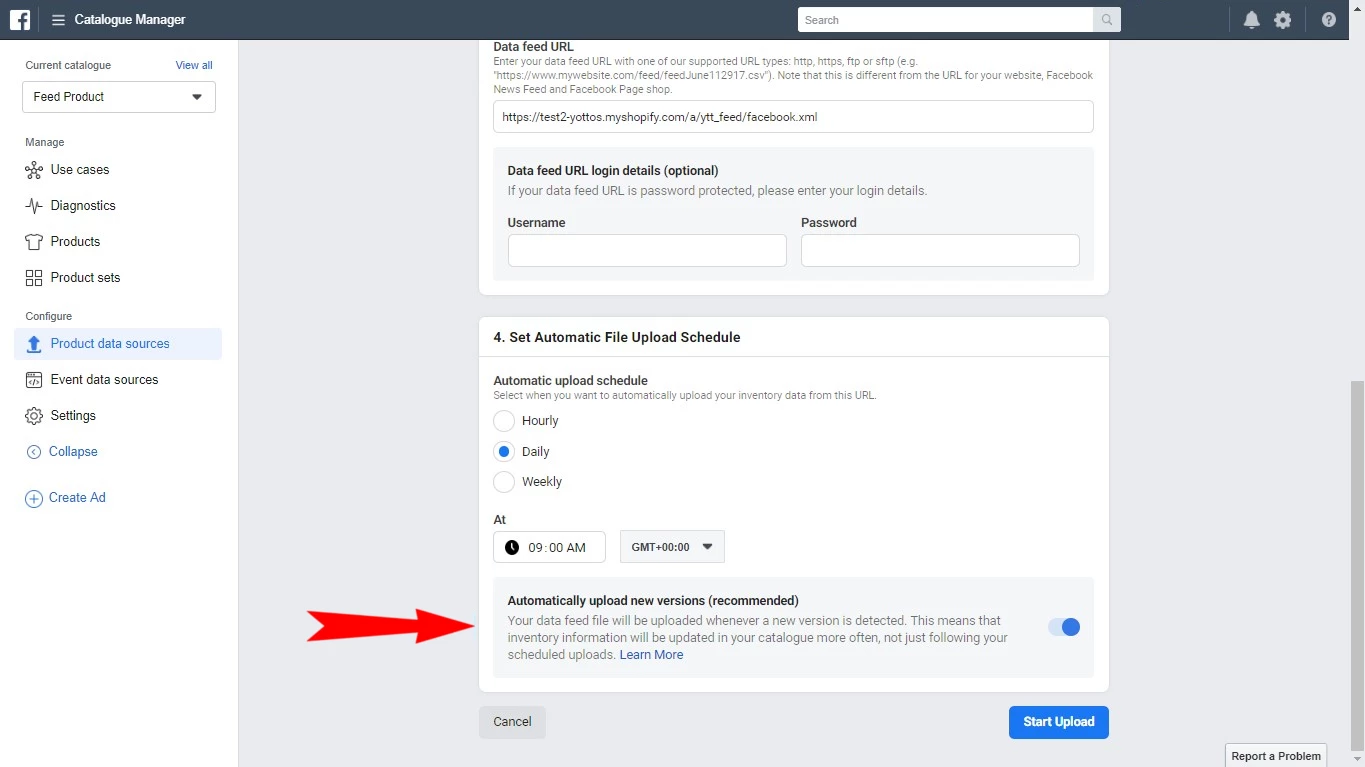 Catalogue Manager
Search
Current catalogue
View all
Feed Product
Manage
Use cases
Diagnostics
Products
Product sets
Configure
Product data sources
Event data sources
Settings
Collapse
Create Ad
Data feed URL
Enter your data feed URL with one of our supported URL types: http, https, ftp or sftp (e.g.
"https://www.mywebsite.com/feed/feedJune112917.csv"). Note that this is different from the URL for your website, Facebook
News Feed and Facebook Page shop.
https://test2-yottos.myshopify.com/a/ytt_feed/facebook.xml
Data feed URL login details (optional)
If your data feed URL is password protected, please enter your login details.
Username
Password
4. Set Automatic File Upload Schedule
Automatic upload schedule
Select when you want to automatically upload your inventory data from this URL.
Hourly
Daily
Weekly
At
09:00 AM
GMT+00:00
Automatically upload new versions (recommended)
Your data feed file will be uploaded whenever a new version is detected. This means that
inventory information will be updated in your catalogue more often, not just following your
scheduled uploads. Learn More
Cancel
Start Upload
Report a Problem